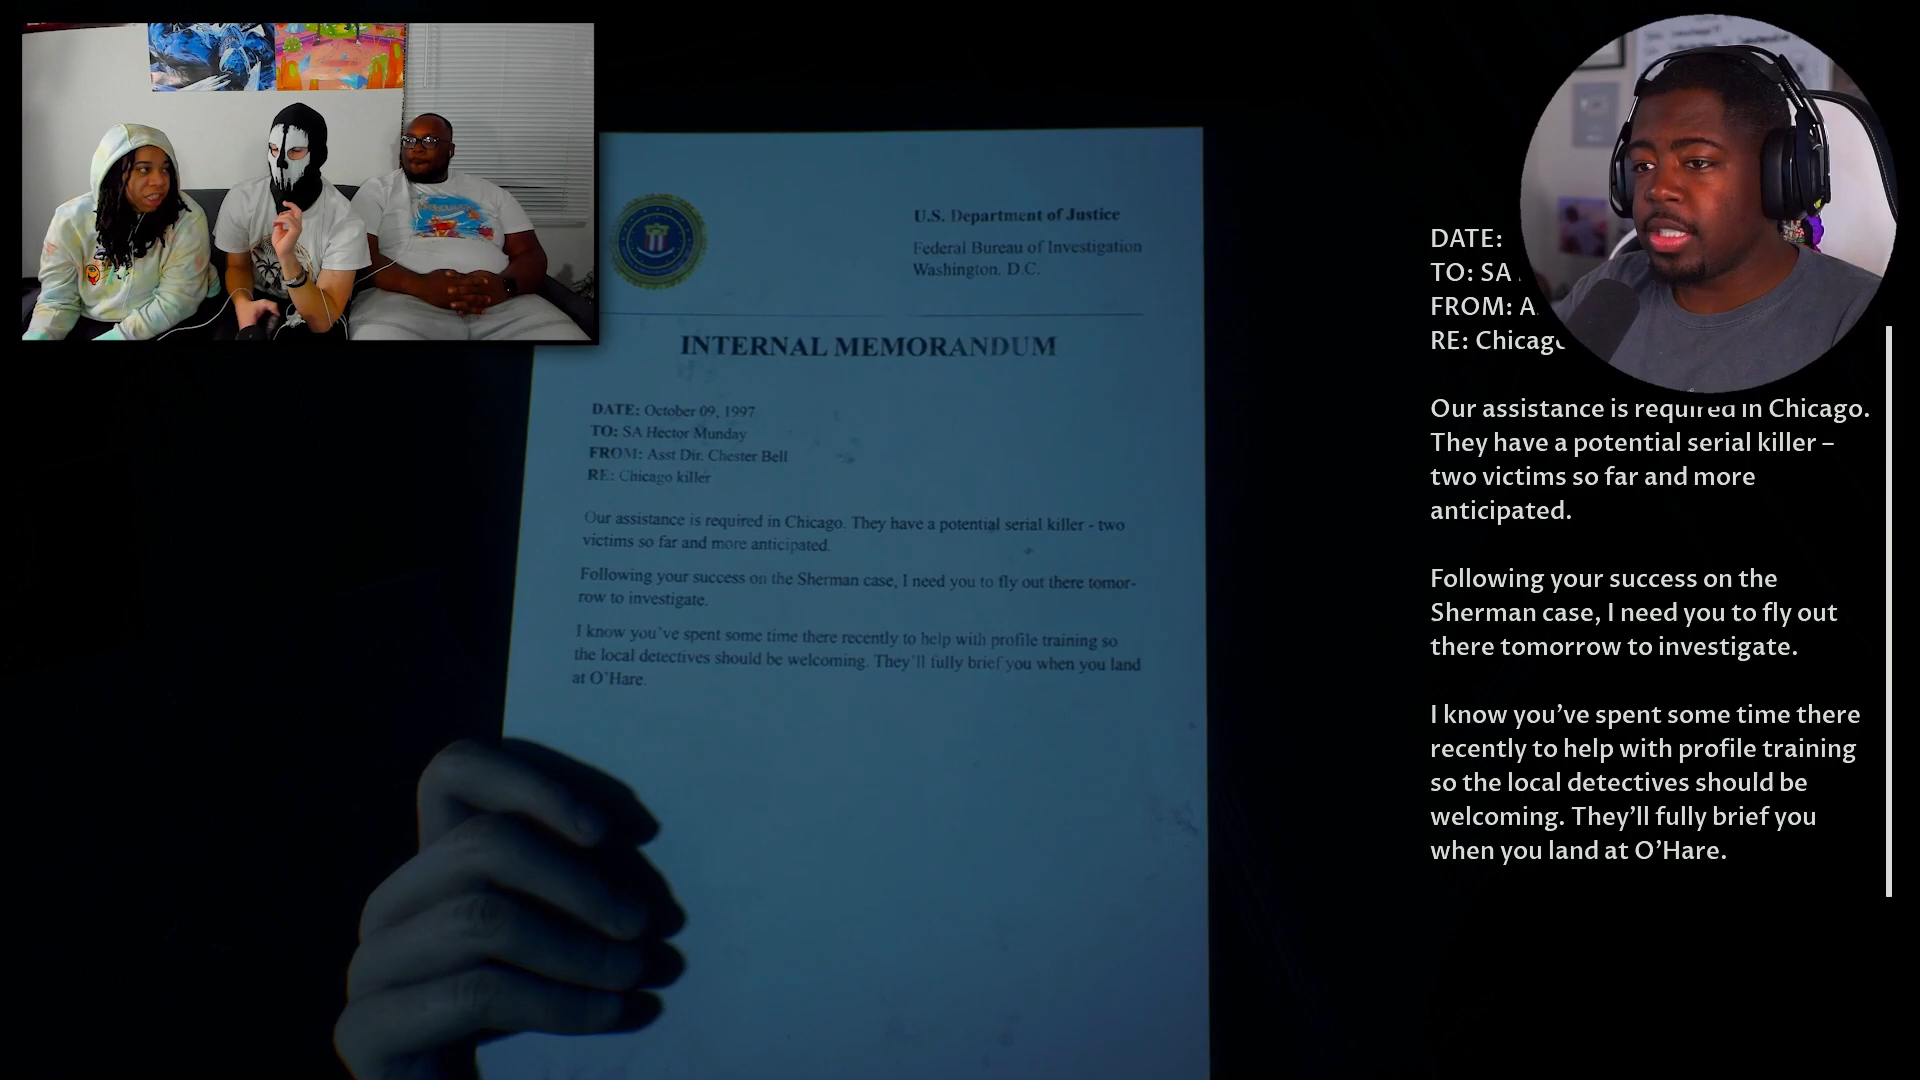 U.S. Department of Justice
Federal Bureau of Investigation
Washington, D.C.
INTERNAL MEMORANDUM
DATE: October 09, 1997
TO: SA Hector Munday
FROM: Asst Dir. Chester Bell
RE: Chicago killer
Our assistance is required in Chicago. They have a potential serial killer - two
victims so far and more anticipated.
Following your success on the Sherman case, I need you to fly out there tomor-
row to investigate.
I know you've spent some time there recently to help with profile training so
the local detectives should be welcoming. They'll fully brief you when you land
at O'Hare.
DATE:
TO: SA
FROM: A
RE: Chicago
Our assistance is required in Chicago.
They have a potential serial killer –
two victims so far and more
anticipated.
Following your success on the
Sherman case, I need you to fly out
there tomorrow to investigate.
I know you've spent some time there
recently to help with profile training
so the local detectives should be
welcoming. They'll fully brief you
when you land at O'Hare.